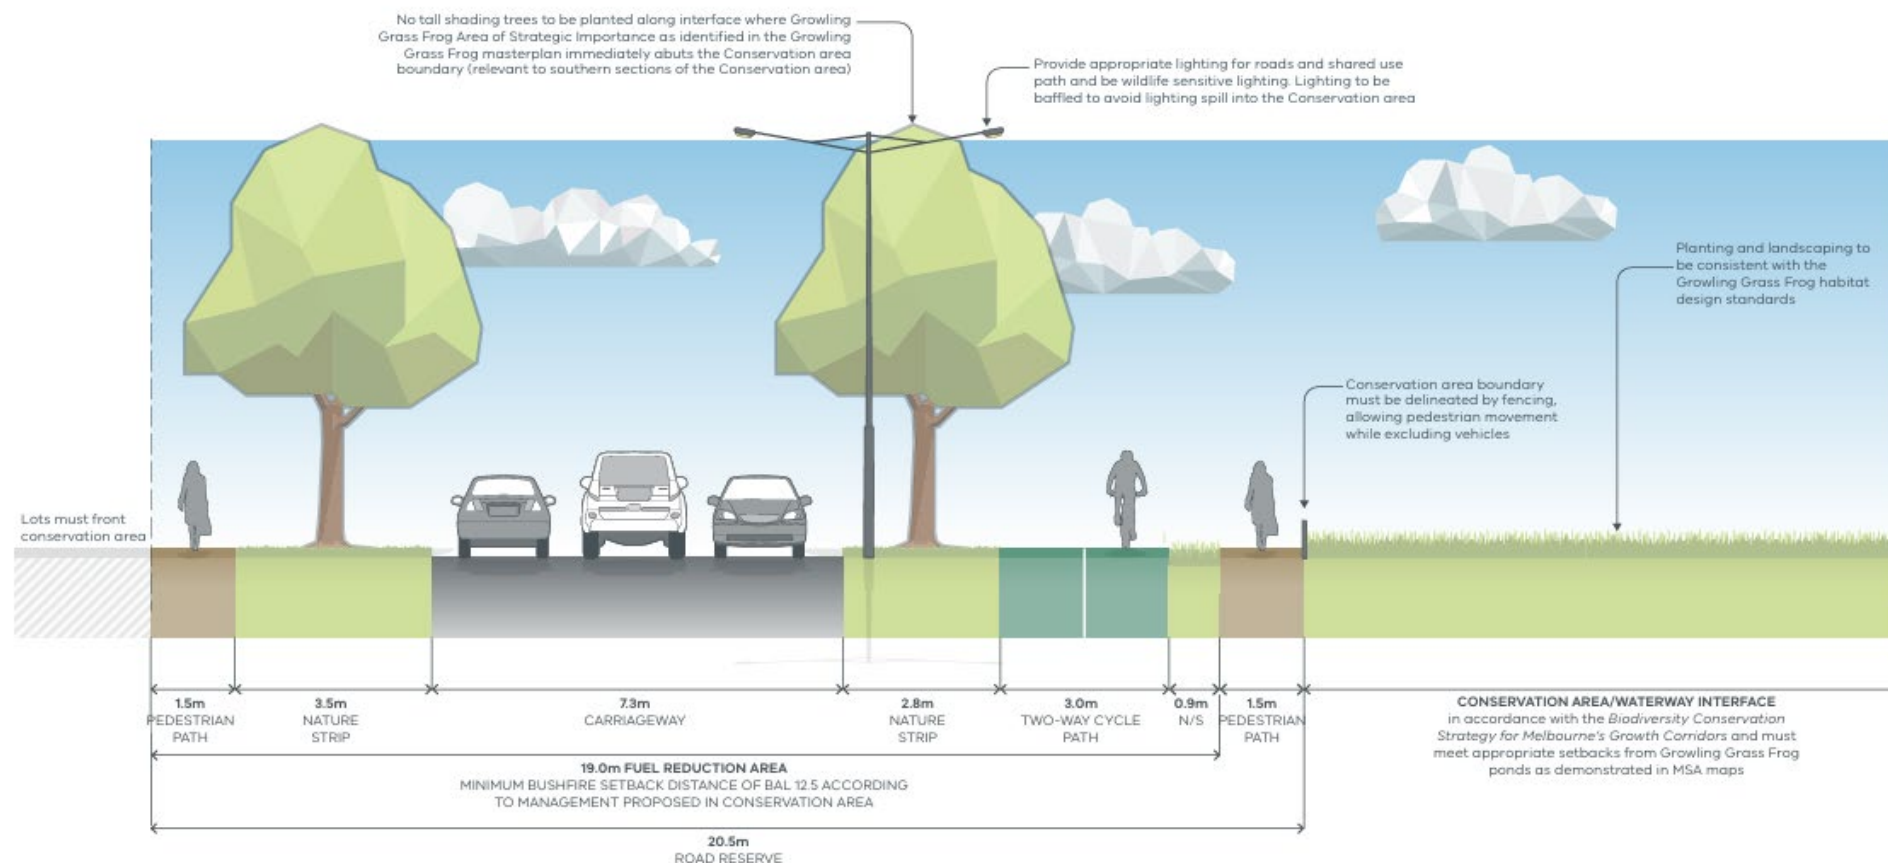 No tall shading trees to be planted along interface where Growling
Grass Frog Area of Strategic Importance as identified in the Growling
Grass Frog masterplan immediately abuts the Conservation area
boundary (relevant to southern sections of the Conservation area)
Provide appropriate lighting for roads and shared use
path and be wildlife sensitive lighting. Lighting to be
baffled to avoid lighting spill into the Conservation area
Planting and landscaping to
be consistent with the
Growling Grass Frog habitat
design standards
Conservation area boundary
must be delineated by fencing,
allowing pedestrian movement
while excluding vehicles
Lots must front
conservation area
1.5m
PEDESTRIAN
PATH
3.5m
NATURE
STRIP
7.3m
CARRIAGEWAY
2.8m
NATURE
STRIP
3.0m
TWO-WAY CYCLE
PATH
0.9m
N/S
1.5m
PEDESTRIAN
PATH
CONSERVATION AREA/WATERWAY INTERFACE
in accordance with the Biodiversity Conservation
Strategy for Melbourne's Growth Corridors and must
meet appropriate setbacks from Growling Grass Frog
ponds as demonstrated in MSA maps
19.0m FUEL REDUCTION AREA
MINIMUM BUSHFIRE SETBACK DISTANCE OF BAL 12.5 ACCORDING
TO MANAGEMENT PROPOSED IN CONSERVATION AREA
20.5m
ROAD RESERVE